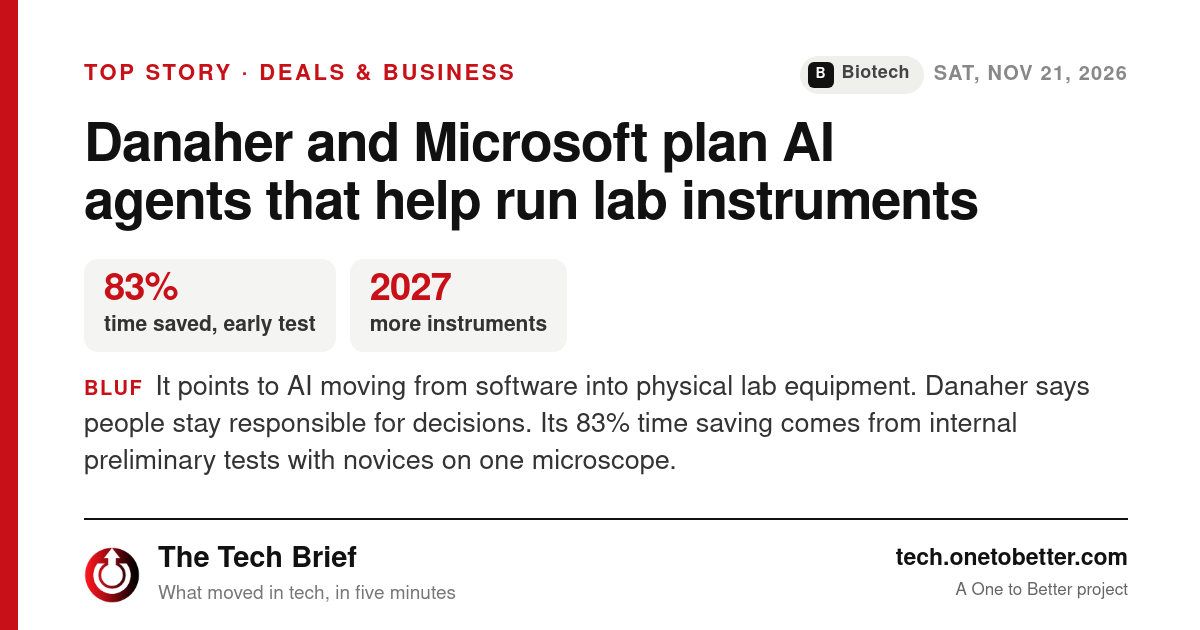 TOP STORY · DEALS & BUSINESS
B Biotech SAT, NOV 21, 2026
Danaher and Microsoft plan AI
agents that help run lab instruments
83%
time saved, early test
2027
more instruments
BLUF It points to AI moving from software into physical lab equipment. Danaher says
people stay responsible for decisions. Its 83% time saving comes from internal
preliminary tests with novices on one microscope.
The Tech Brief
What moved in tech, in five minutes
tech.onetobetter.com
A One to Better project